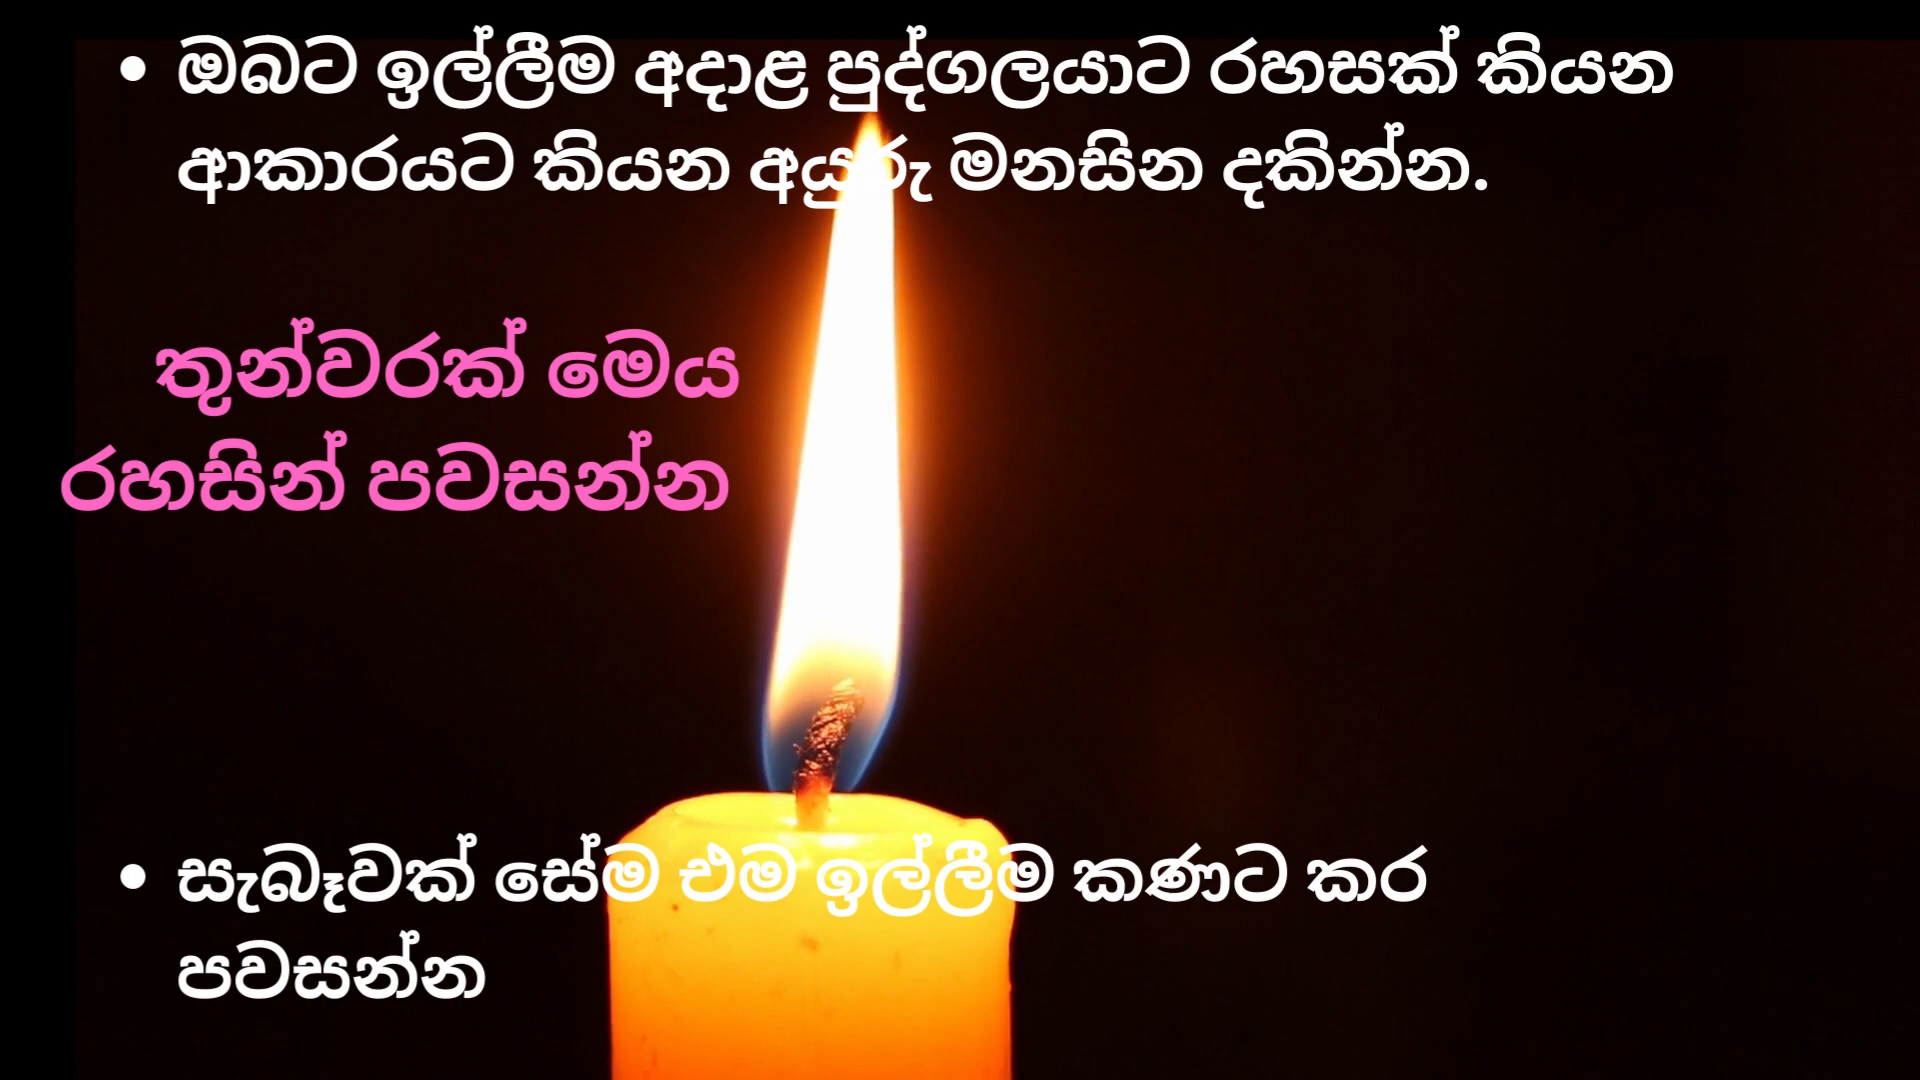 • ඔබට ඉල්ලීම අදාළ පුද්ගලයාට රහසක් කියන
ආකාරයට කියන අයුරු මනසින දකින්න.
තුන්වරක් මෙය
රහසින් පවසන්න
• සැබෑවක් සේම එම ඉල්ලීම කණට කර
පවසන්න